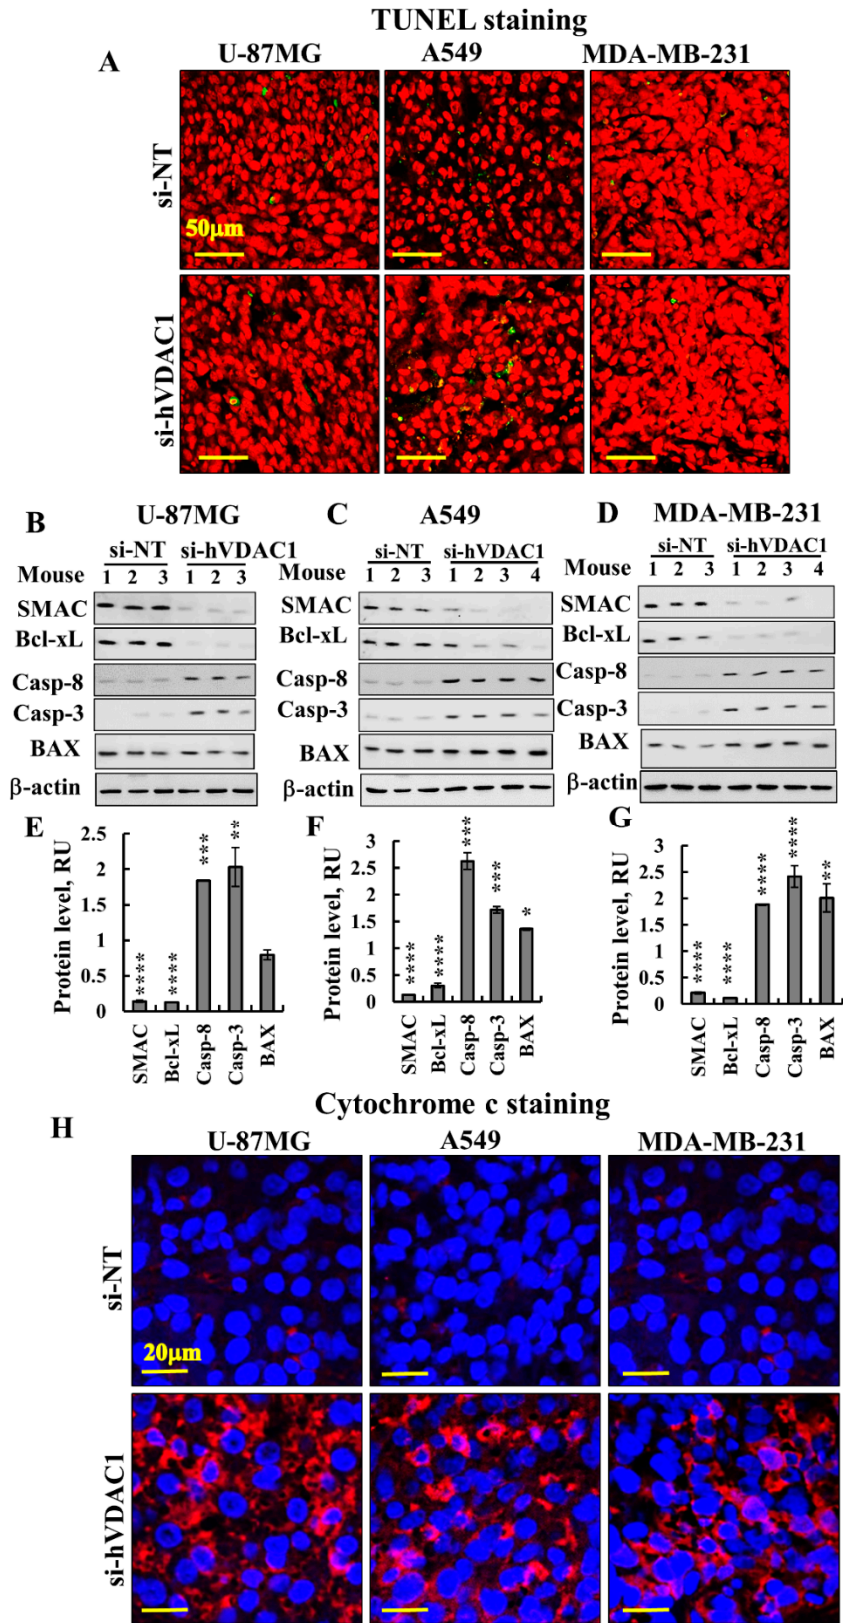 TUNEL staining
A
U-87MG A549 MDA-MB-231
si-NT
50μm
si-hVDAC1
B U-87MG
si-NT si-hVDAC1
Mouse 1 2 3 1 2 3
SMAC
Bcl-xL
Casp-8
Casp-3
BAX
β-actin
C A549
si-NT si-hVDAC1
Mouse 1 2 3 1 2 3 4
SMAC
Bcl-xL
Casp-8
Casp-3
BAX
β-actin
D MDA-MB-231
si-NT si-hVDAC1
Mouse 1 2 3 1 2 3 4
SMAC
Bcl-xL
Casp-8
Casp-3
BAX
β-actin
E
Protein level, RU
2.5
2
1.5
1
0.5
0
**** **** *** **
SMAC Bcl-xL Casp-8 Casp-3 BAX
F
Protein level, RU
3
2.5
2
1.5
1
0.5
0
**** **** *** *** *
SMAC Bcl-xL Casp-8 Casp-3 BAX
G
Protein level, RU
3
2.5
2
1.5
1
0.5
0
**** **** **** **** **
SMAC Bcl-xL Casp-8 Casp-3 BAX
Cytochrome c staining
H
U-87MG A549 MDA-MB-231
si-NT
20μm
si-hVDAC1